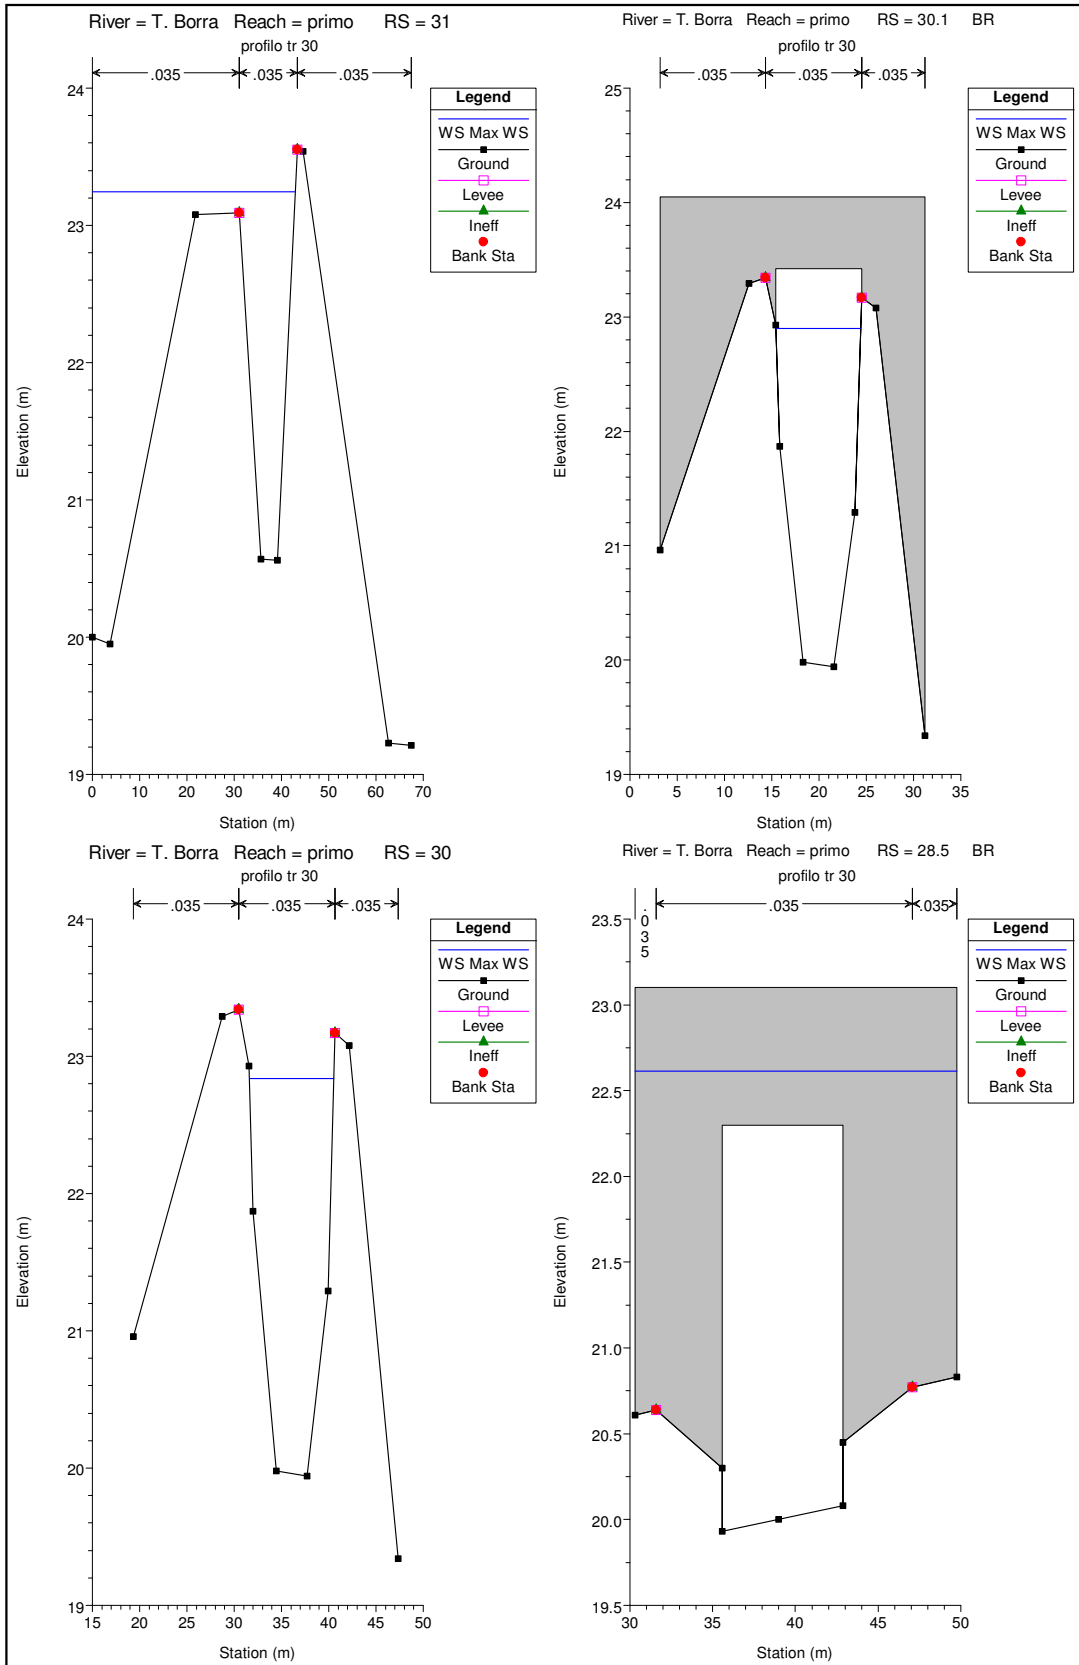 River = T. Borra Reach = primo RS = 31
profilo tr 30
.035 .035 .035
24
23
22
21
20
19
0 10 20 30 40 50 60 70
Station (m)
Elevation (m)
Legend
WS Max WS
Ground
Levee
Ineff
Bank Sta
River = T. Borra Reach = primo RS = 30.1 BR
profilo tr 30
.035 .035 .035
25
24
23
22
21
20
19
0 5 10 15 20 25 30 35
Station (m)
Elevation (m)
Legend
WS Max WS
Ground
Levee
Ineff
Bank Sta
River = T. Borra Reach = primo RS = 30
profilo tr 30
.035 .035 .035
24
23
22
21
20
19
15 20 25 30 35 40 45 50
Station (m)
Elevation (m)
Legend
WS Max WS
Ground
Levee
Ineff
Bank Sta
River = T. Borra Reach = primo RS = 28.5 BR
profilo tr 30
.035 .035 .035
23.5
23.0
22.5
22.0
21.5
21.0
20.5
20.0
19.5
30 35 40 45 50
Station (m)
Elevation (m)
Legend
WS Max WS
Ground
Levee
Ineff
Bank Sta